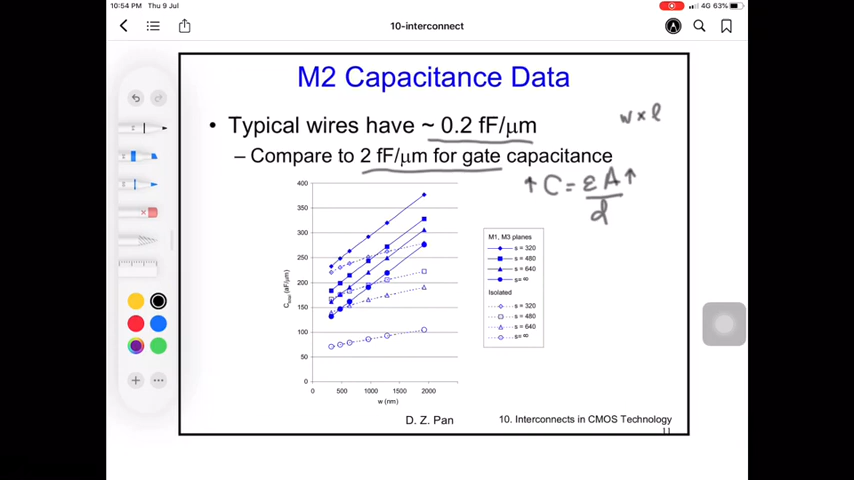 10:54 PM Thu 9 Jul
4G 63%
10-interconnect
M2 Capacitance Data
• Typical wires have ~ 0.2 fF/μm
w x l
– Compare to 2 fF/μm for gate capacitance
↑ C = εA ↑
d
400
350
300
250
200
150
100
50
0
Ctotal (aF/μm)
0 500 1000 1500 2000
w (nm)
M1, M3 planes
s = 320
s = 480
s = 640
s= ∞
Isolated
s = 320
s = 480
s = 640
s= ∞
D. Z. Pan
10. Interconnects in CMOS Technology
11